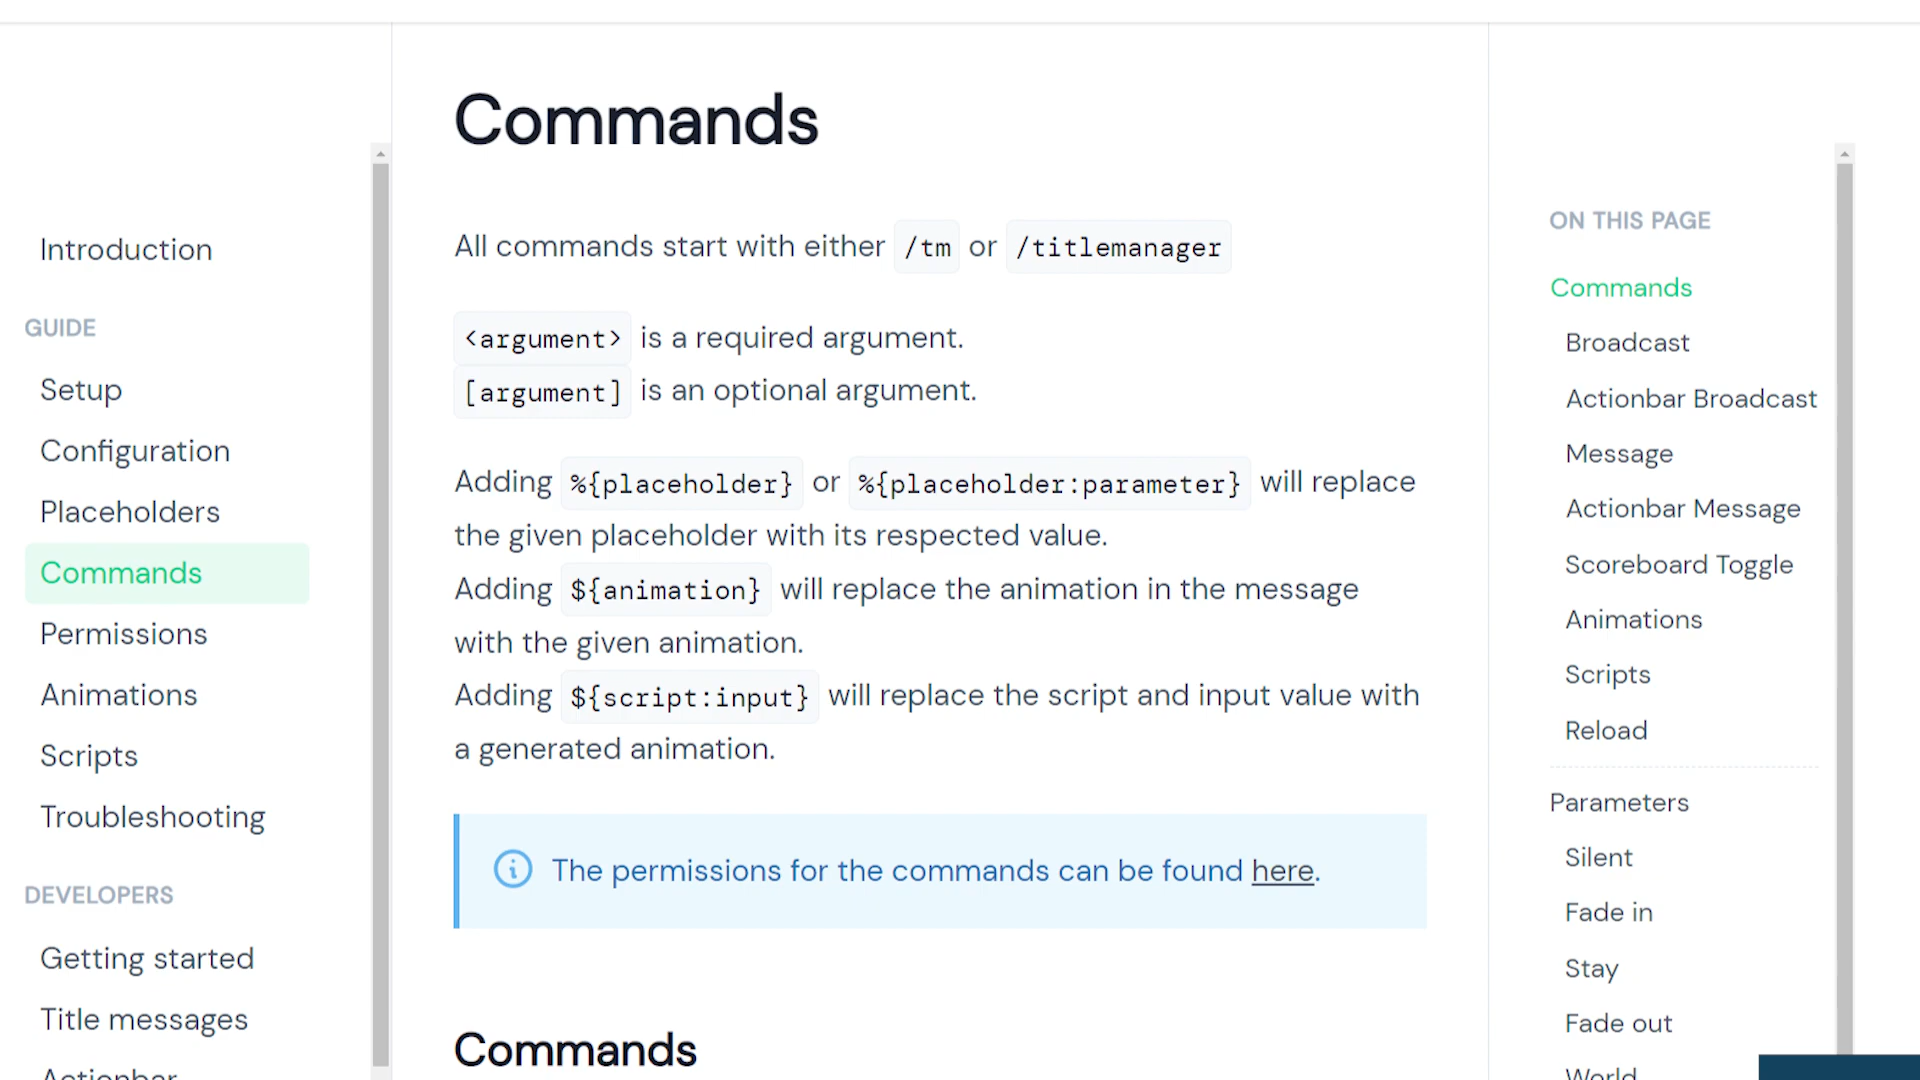 Introduction
GUIDE
Setup
Configuration
Placeholders
Commands
Permissions
Animations
Scripts
Troubleshooting
DEVELOPERS
Getting started
Title messages
Actionbar
Commands
All commands start with either /tm or /titlemanager
<argument> is a required argument.
[argument] is an optional argument.
Adding %{placeholder} or %{placeholder:parameter} will replace
the given placeholder with its respected value.
Adding ${animation} will replace the animation in the message
with the given animation.
Adding ${script:input} will replace the script and input value with
a generated animation.
The permissions for the commands can be found here.
Commands
ON THIS PAGE
Commands
Broadcast
Actionbar Broadcast
Message
Actionbar Message
Scoreboard Toggle
Animations
Scripts
Reload
Parameters
Silent
Fade in
Stay
Fade out
World